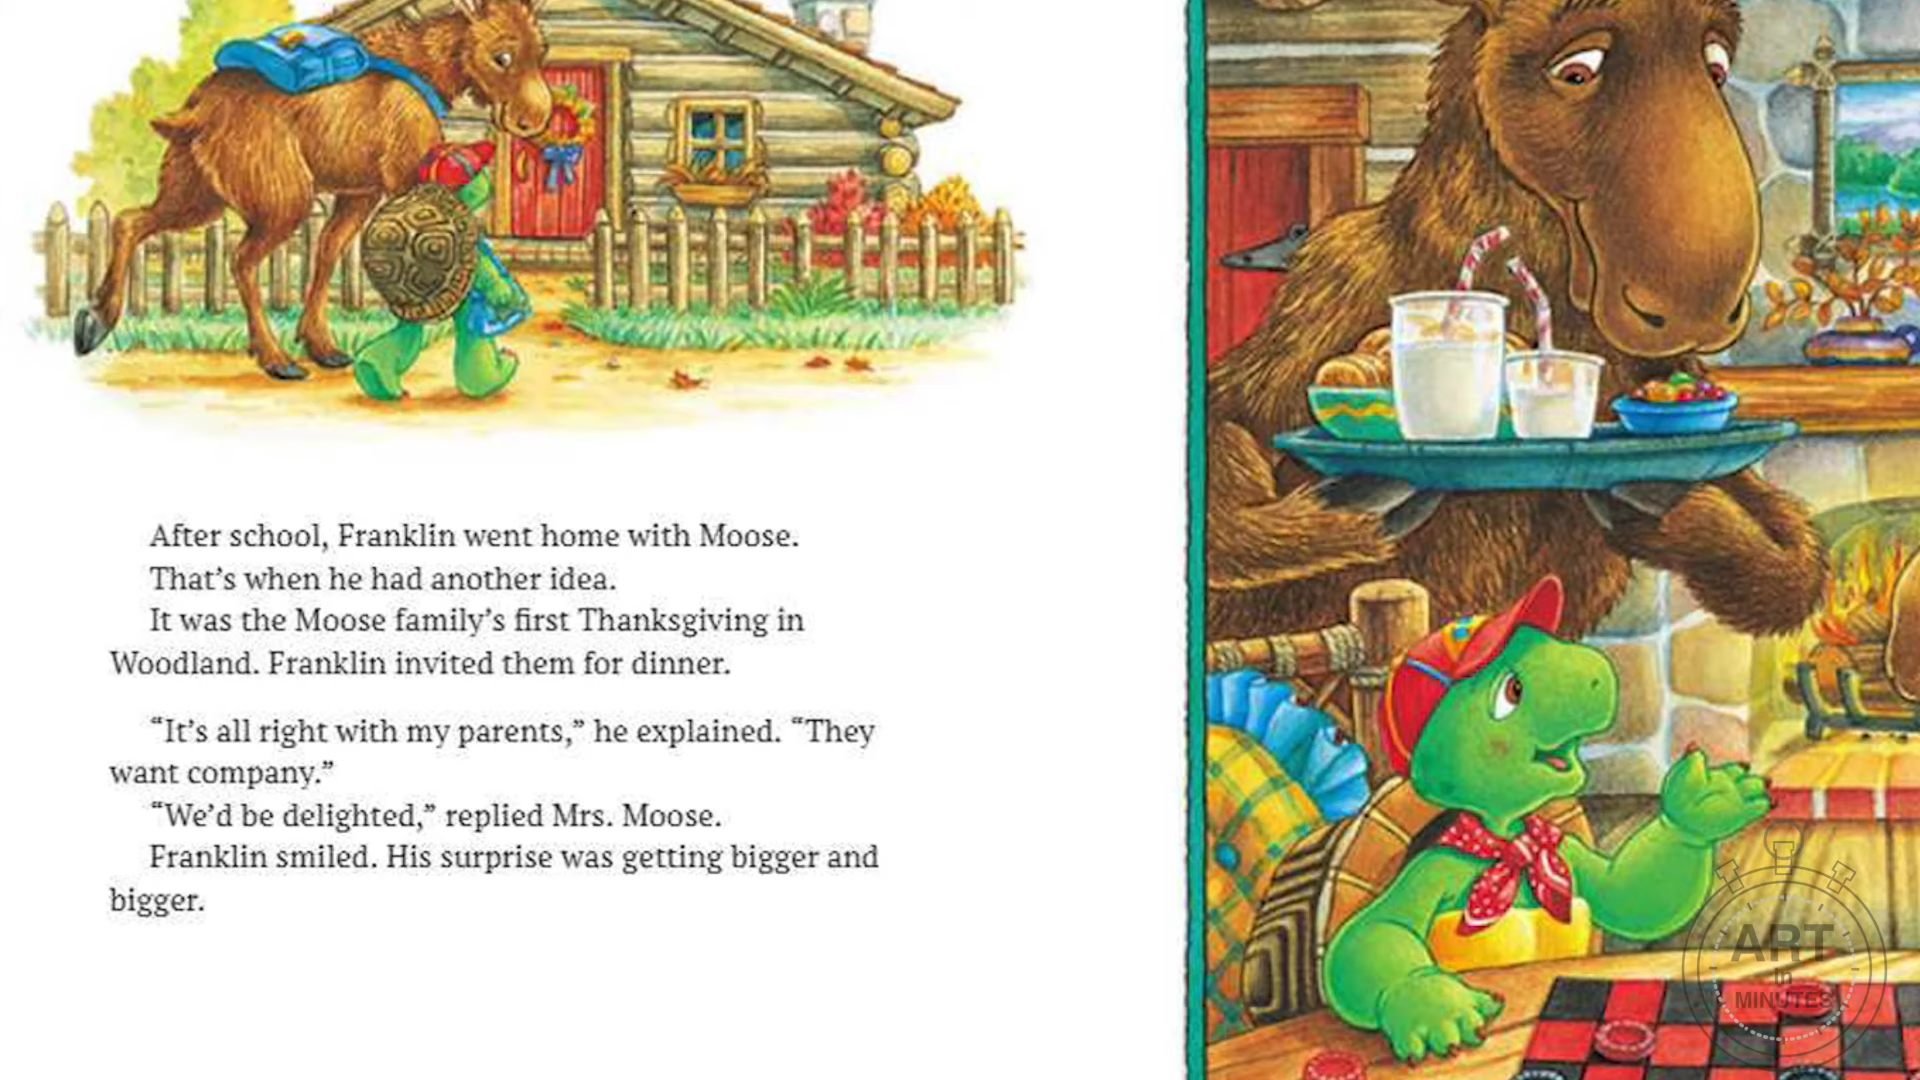 After school, Franklin went home with Moose.
That’s when he had another idea.
It was the Moose family’s first Thanksgiving in
Woodland. Franklin invited them for dinner.
“It’s all right with my parents,” he explained. “They
want company.”
“We’d be delighted,” replied Mrs. Moose.
Franklin smiled. His surprise was getting bigger and
bigger.
ART
in
MINUTES